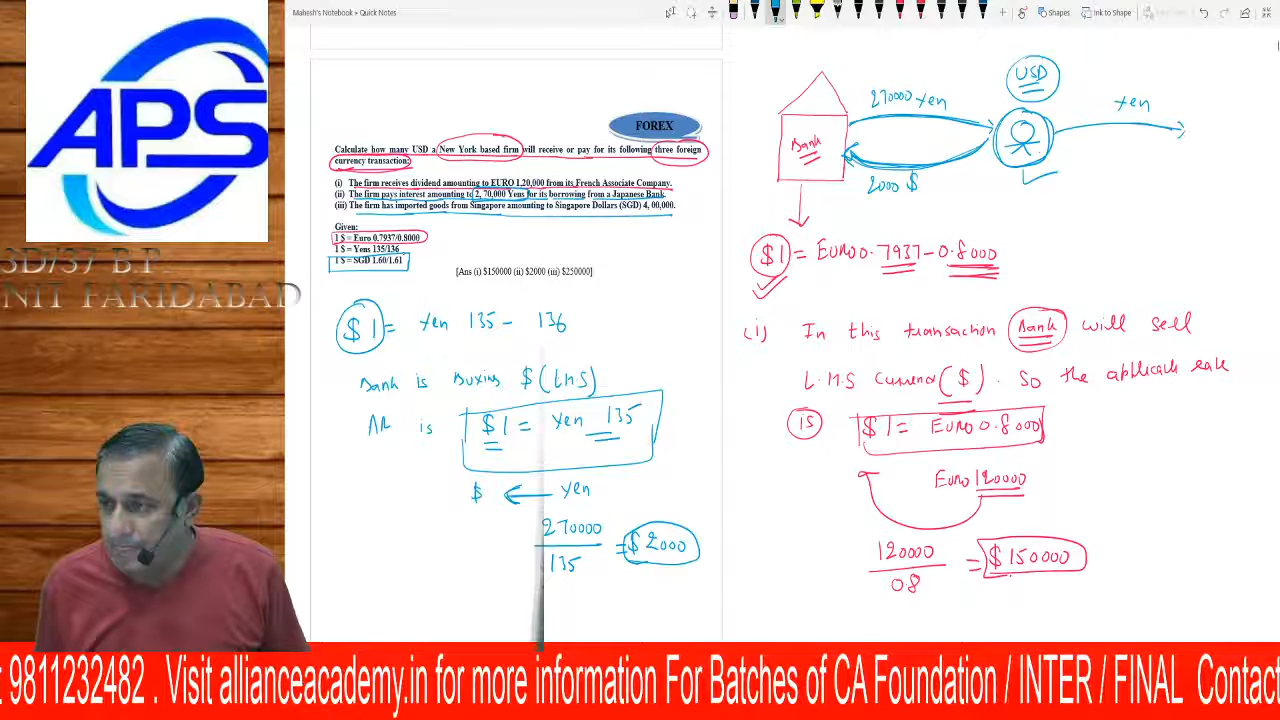 Mahesh's Notebook » Quick Notes
Shapes
Ink to Shape
APS
3D/37 B.P.
NIT FARIDABAD
FOREX
Calculate how many USD a New York based firm will receive or pay for its following three foreign
currency transaction:
(i) The firm receives dividend amounting to EURO 1,20,000 from its French Associate Company.
(ii) The firm pays interest amounting to 2, 70,000 Yens for its borrowing from a Japanese Bank.
(iii) The firm has imported goods from Singapore amounting to Singapore Dollars (SGD) 4, 00,000.
Given:
1 $ = Euro 0.7937/0.8000
1 $ = Yens 135/136
1 $ = SGD 1.60/1.61
[Ans (i) $150000 (ii) $2000 (iii) $250000]
$1 = Yen 135 - 136
Bank is Buying $ (LHS)
AR is $1 = Yen 135
$ ← Yen
270000
135
= $2000
USD
270000 Yen
Yen
Bank
2000 $
$1 = EURO 0.7937 - 0.8000
(i) In this transaction Bank will sell
L.H.S currency ($). So the applicable rate
is $1 = EURO 0.8000
Euro 120000
120000
0.8
= $150000
: 9811232482 . Visit allianceacademy.in for more information For Batches of CA Foundation / INTER / FINAL Contact